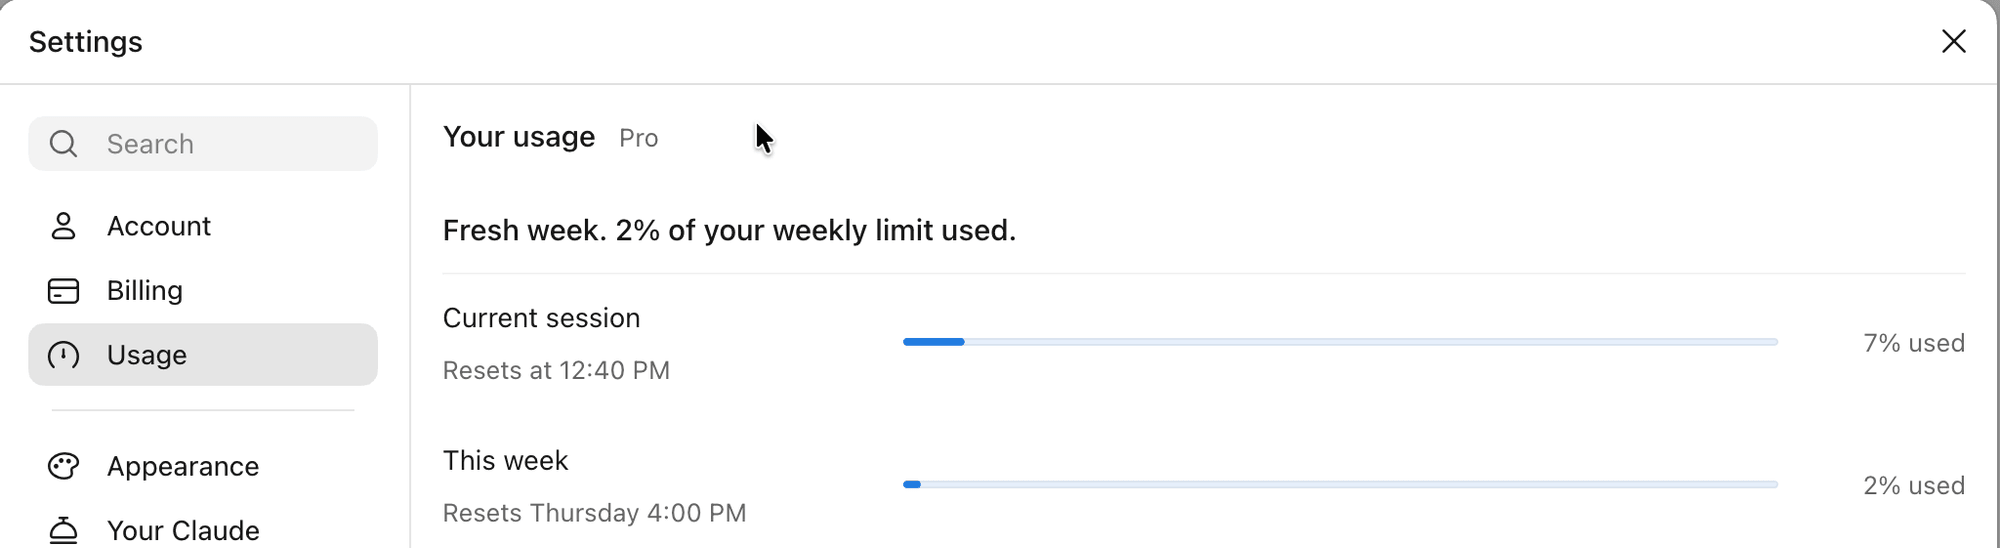 Settings
Search
Account
Billing
Usage
Appearance
Your Claude
Your usage Pro
Fresh week. 2% of your weekly limit used.
Current session
Resets at 12:40 PM
7% used
This week
Resets Thursday 4:00 PM
2% used